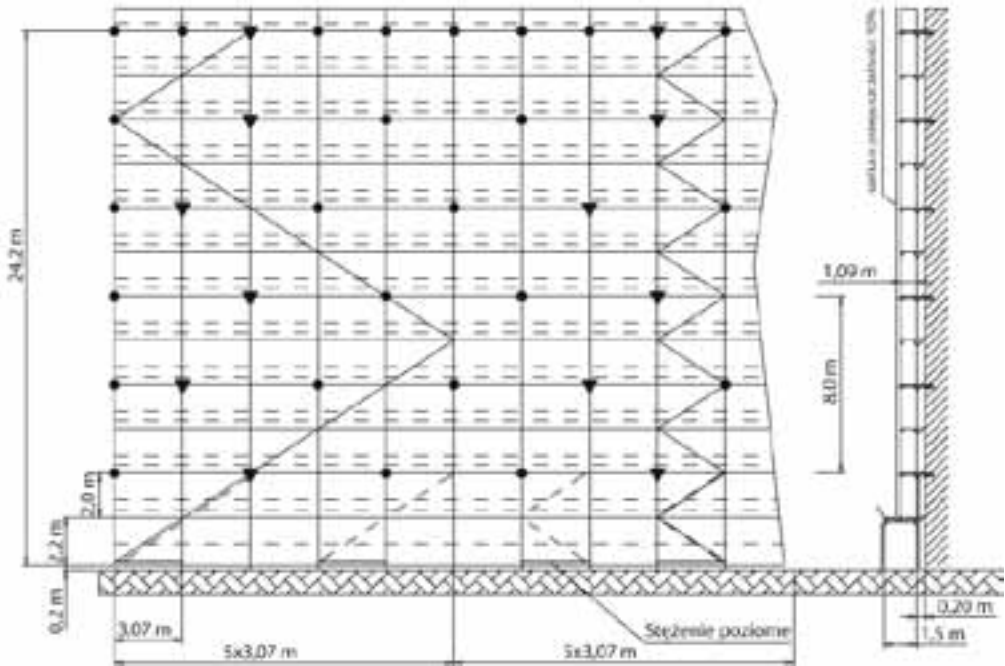 24,2 m
1,09 m
8,0 m
2,0 m
2,2 m
0,2 m
3,07 m
5x3,07 m
5x3,07 m
Stężenie poziome
0,20 m
1,5 m